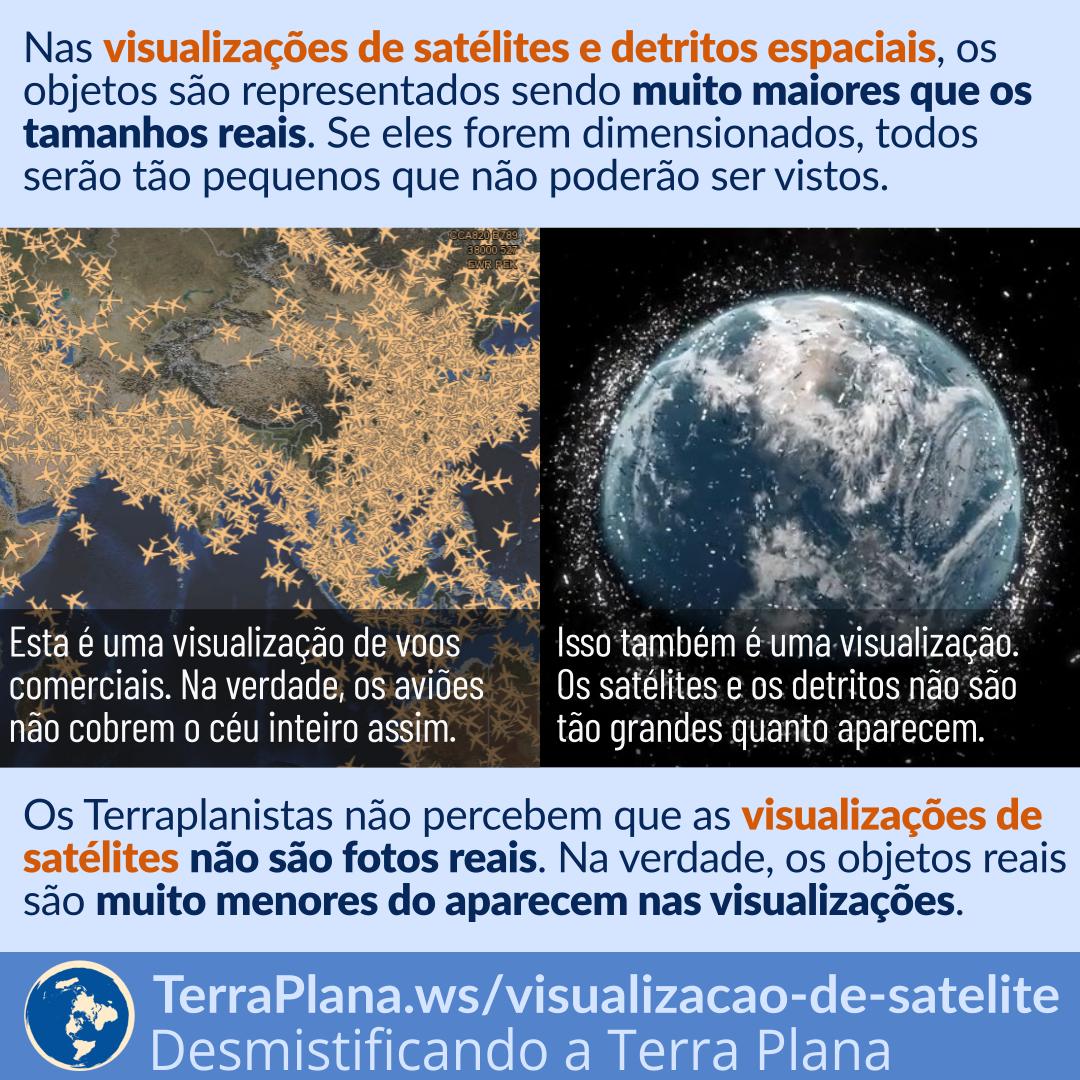 Nas visualizações de satélites e detritos espaciais, os
objetos são representados sendo muito maiores que os
tamanhos reais. Se eles forem dimensionados, todos
serão tão pequenos que não poderão ser vistos.
CCA820 B789
38000 527
EWR PEK
Esta é uma visualização de voos
comerciais. Na verdade, os aviões
não cobrem o céu inteiro assim.
Isso também é uma visualização.
Os satélites e os detritos não são
tão grandes quanto aparecem.
Os Terraplanistas não percebem que as visualizações de
satélites não são fotos reais. Na verdade, os objetos reais
são muito menores do aparecem nas visualizações.
TerraPlana.ws/visualizacao-de-satelite
Desmistificando a Terra Plana